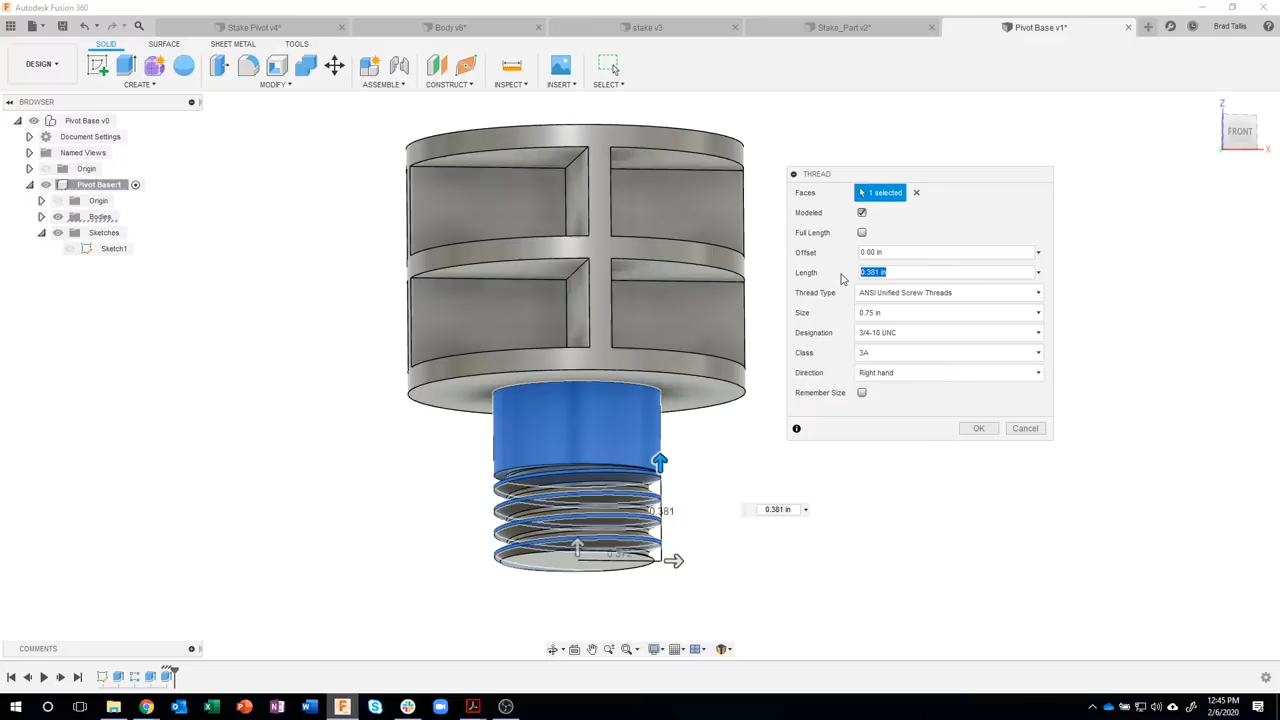 Autodesk Fusion 360
Stake Pivot v4*
Body v8*
stake v3
Stake_Part v2*
Pivot Base v1*
Brad Tallis
SOLID
SURFACE
SHEET METAL
TOOLS
DESIGN
CREATE
MODIFY
ASSEMBLE
CONSTRUCT
INSPECT
INSERT
SELECT
BROWSER
Pivot Base v0
Document Settings
Named Views
Origin
Pivot Base:1
Origin
Bodies
Sketches
Sketch1
Z
FRONT
X
THREAD
Faces 1 selected
Modeled
Full Length
Offset 0.00 in
Length 0.381 in
Thread Type ANSI Unified Screw Threads
Size 0.75 in
Designation 3/4-10 UNC
Class 3A
Direction Right hand
Remember Size
OK Cancel
0.381
0.381 in
COMMENTS
12:45 PM
2/6/2020